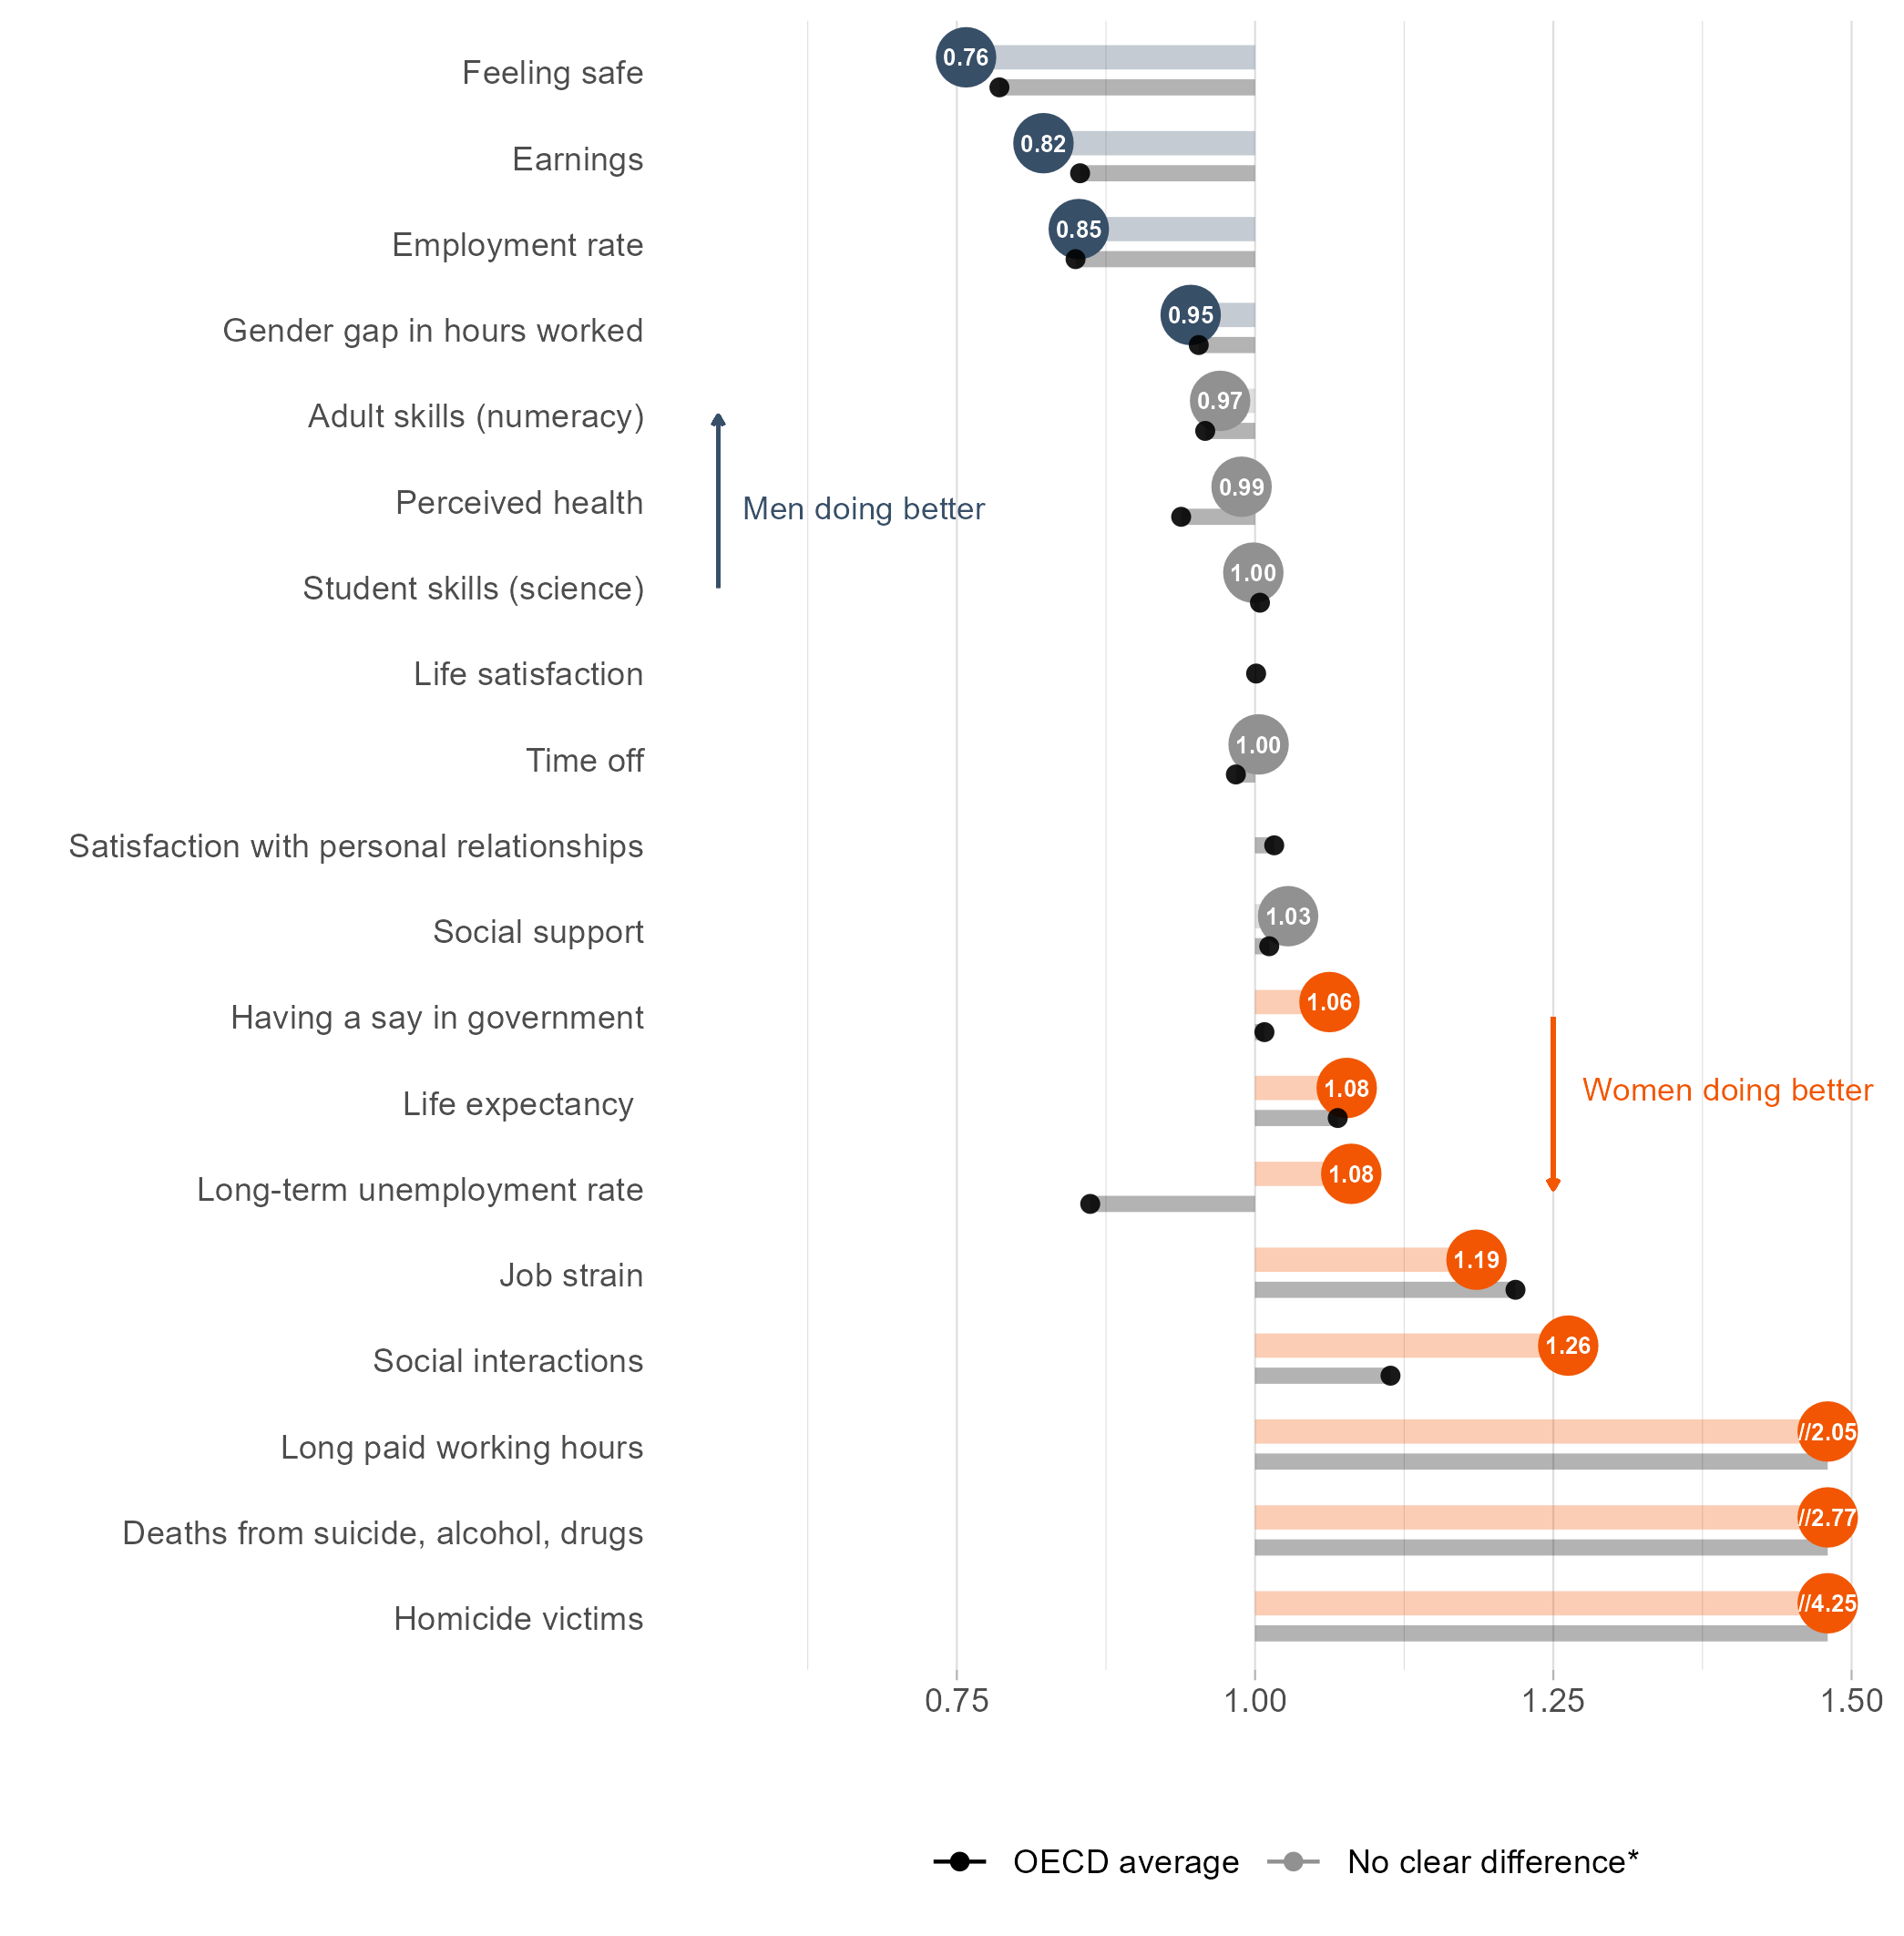 Feeling safe 0.76
Earnings 0.82
Employment rate 0.85
Gender gap in hours worked 0.95
Adult skills (numeracy) 0.97
Perceived health 0.99
Men doing better
Student skills (science) 1.00
Life satisfaction
Time off 1.00
Satisfaction with personal relationships
Social support 1.03
Having a say in government 1.06
Life expectancy 1.08
Women doing better
Long-term unemployment rate 1.08
Job strain 1.19
Social interactions 1.26
Long paid working hours //2.05
Deaths from suicide, alcohol, drugs //2.77
Homicide victims //4.25
0.75 1.00 1.25 1.50
OECD average No clear difference*